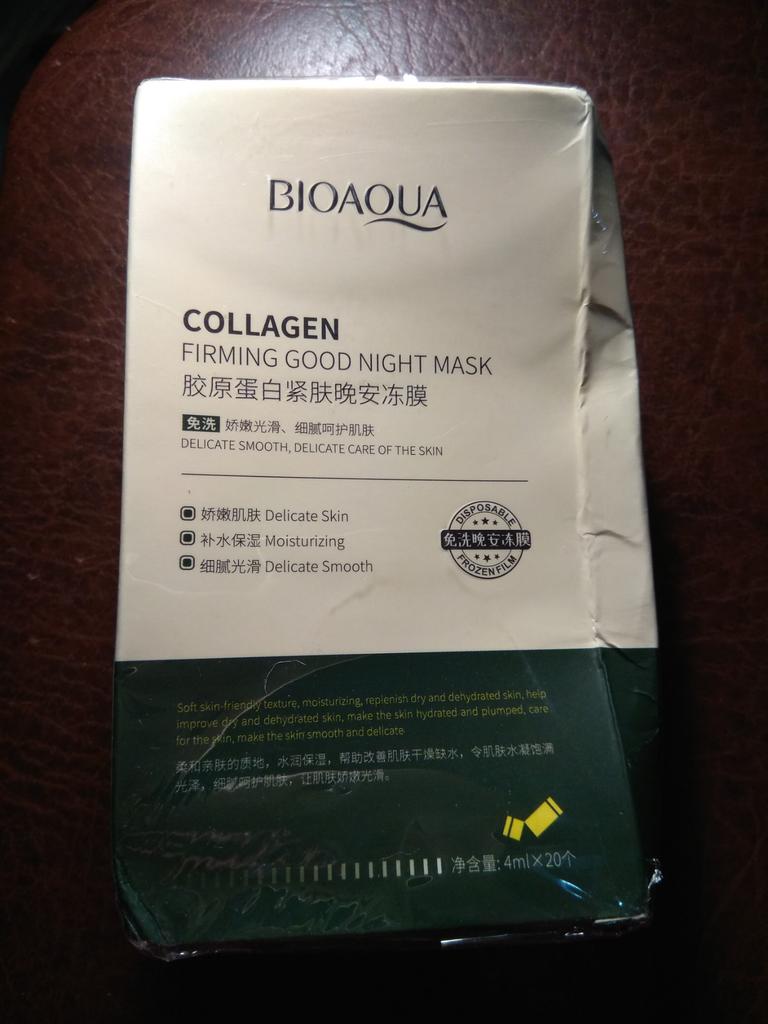 BIOAQUA
COLLAGEN
FIRMING GOOD NIGHT MASK
胶原蛋白紧肤晚安冻膜
免洗 娇嫩光滑、细腻呵护肌肤
DELICATE SMOOTH, DELICATE CARE OF THE SKIN
娇嫩肌肤 Delicate Skin
补水保湿 Moisturizing
细腻光滑 Delicate Smooth
DISPOSABLE
免洗晚安冻膜
FROZEN FILM
Soft skin-friendly texture, moisturizing, replenish dry and dehydrated skin, help
improve dry and dehydrated skin, make the skin hydrated and plumped, care
for the skin, make the skin smooth and delicate
柔和亲肤的质地，水润保湿，帮助改善肌肤干燥缺水，令肌肤水凝饱满
光泽，细腻呵护肌肤，让肌肤娇嫩光滑。
净含量: 4ml×20个